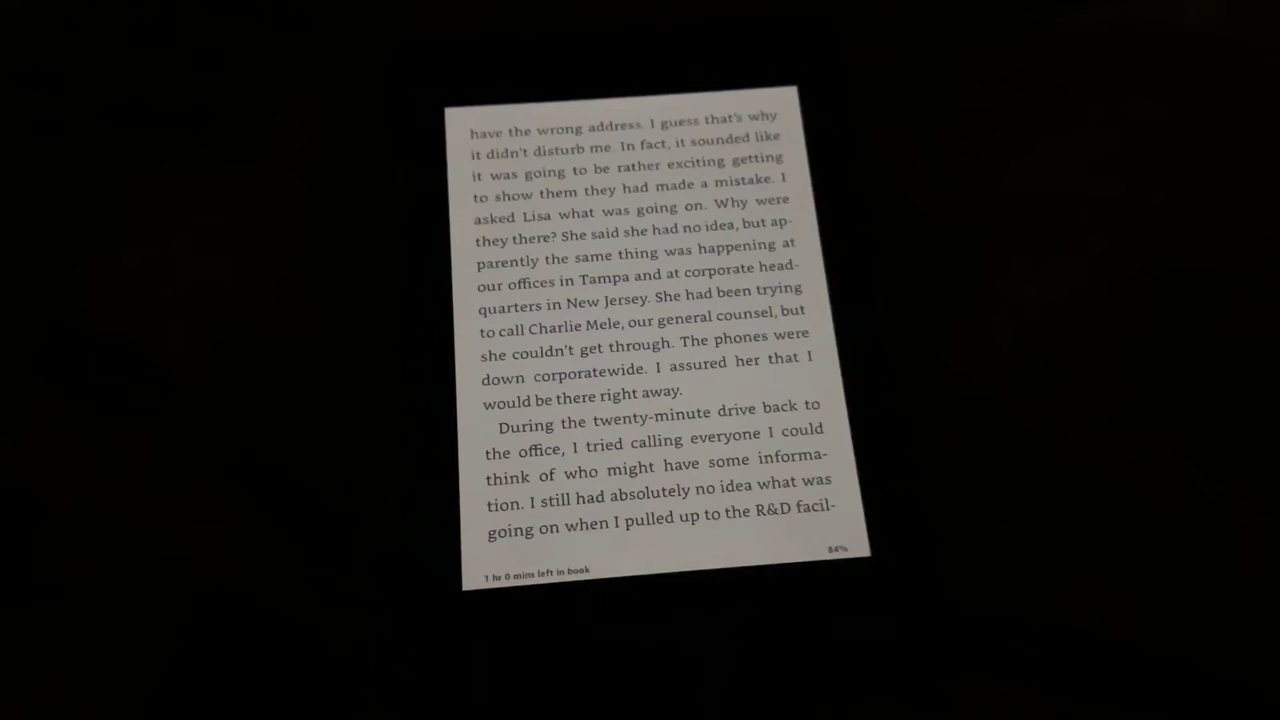 have the wrong address. I guess that's why
it didn't disturb me. In fact, it sounded like
it was going to be rather exciting getting
to show them they had made a mistake. I
asked Lisa what was going on. Why were
they there? She said she had no idea, but ap-
parently the same thing was happening at
our offices in Tampa and at corporate head-
quarters in New Jersey. She had been trying
to call Charlie Mele, our general counsel, but
she couldn't get through. The phones were
down corporatewide. I assured her that I
would be there right away.
During the twenty-minute drive back to
the office, I tried calling everyone I could
think of who might have some informa-
tion. I still had absolutely no idea what was
going on when I pulled up to the R&D facil-
1 hr 0 mins left in book
84%